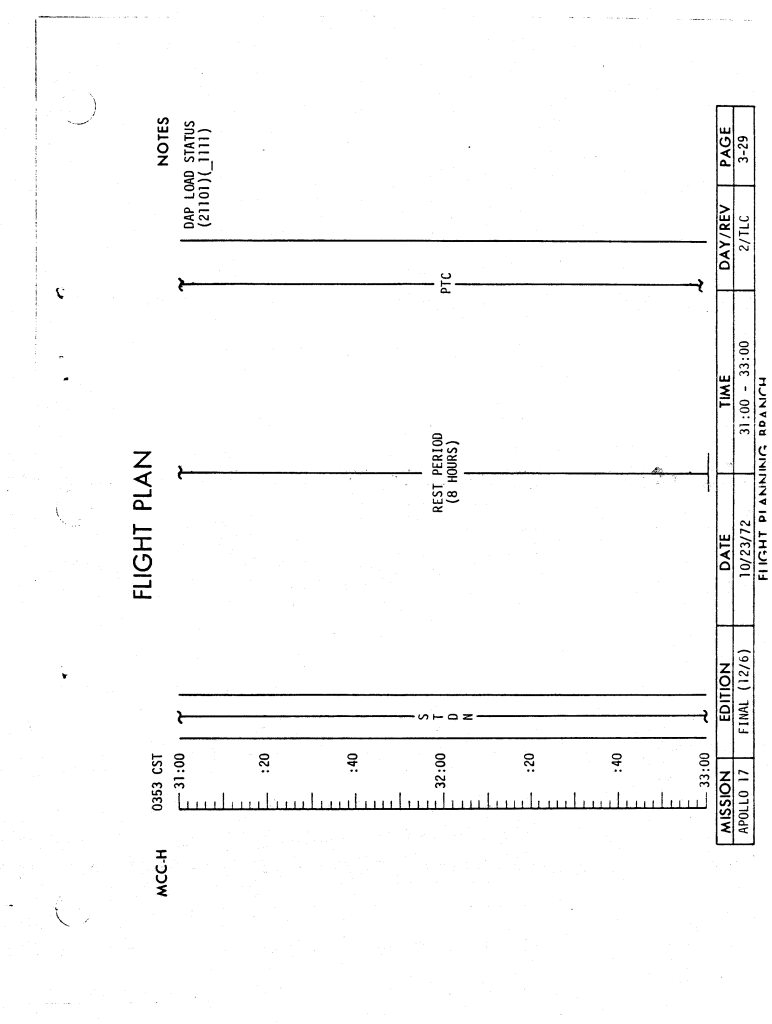 FLIGHT PLAN
MCC-H
0353 CST
NOTES
31:00
DAP LOAD STATUS
(21101)(_1111)
:20
:40
STDN
REST PERIOD
(8 HOURS)
PTC
32:00
:20
:40
33:00
MISSION EDITION DATE TIME DAY/REV PAGE
APOLLO 17 FINAL (12/6) 10/23/72 31:00 - 33:00 2/TLC 3-29
FLIGHT PLANNING BRANCH